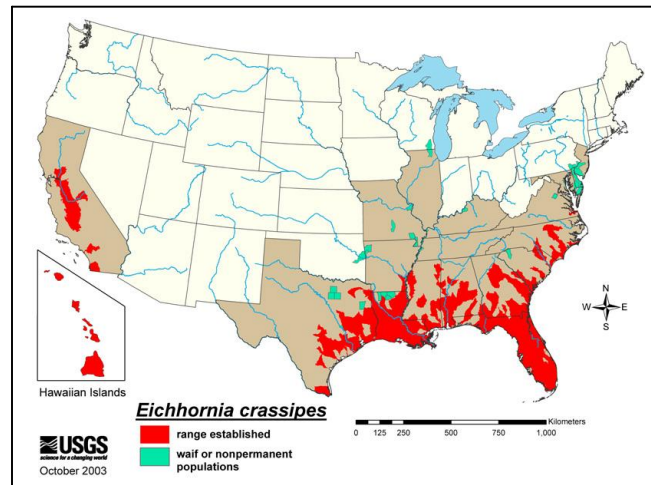 N
W E
S
Hawaiian Islands
Eichhornia crassipes
range established
waif or nonpermanent
populations
Kilometers
0 125 250 500 750 1,000
USGS
science for a changing world
October 2003